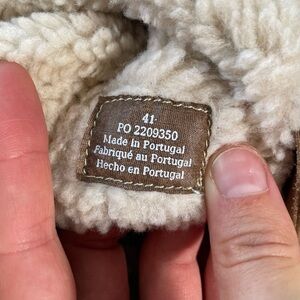 41
PO 2209350
Made in Portugal
Fabriqué au Portugal
Hecho en Portugal